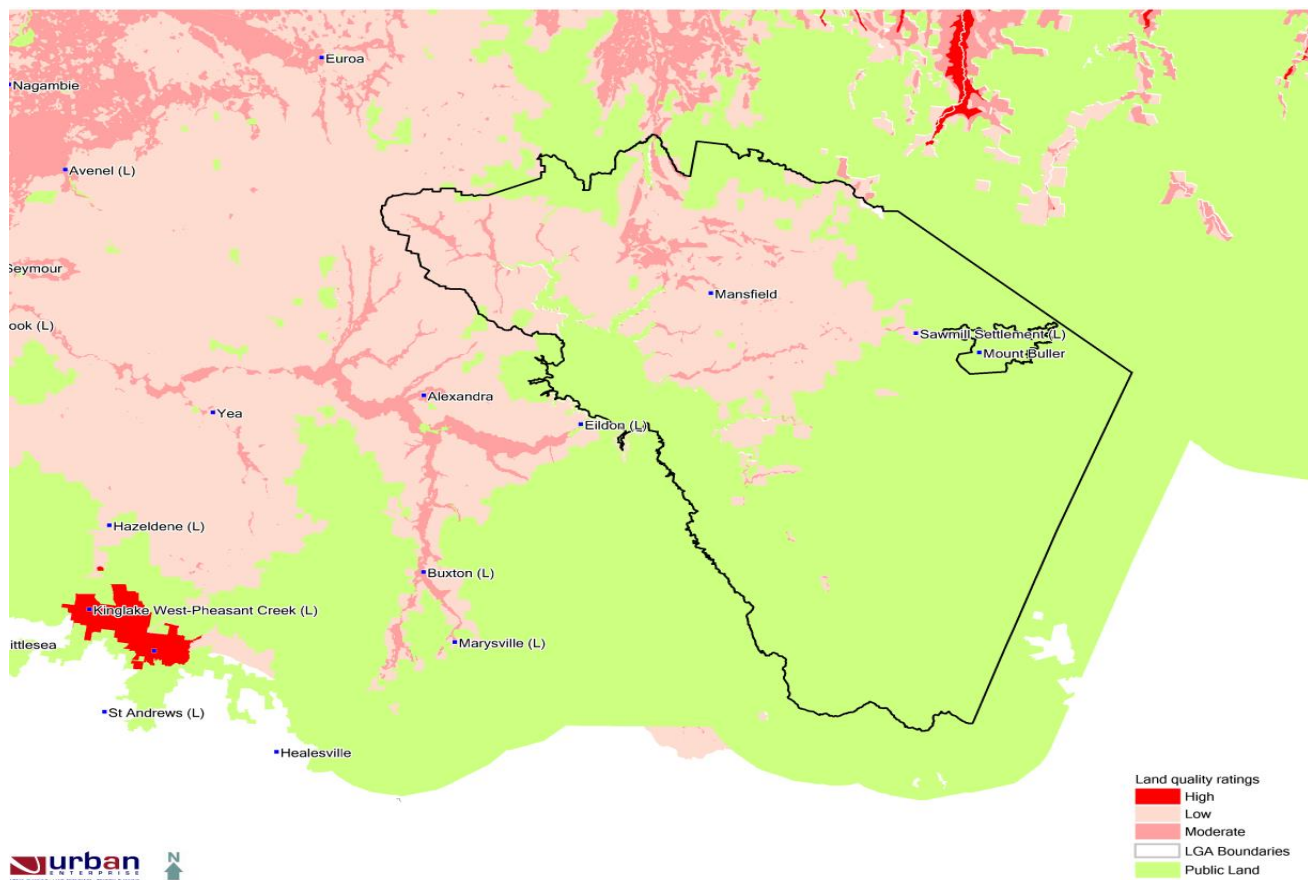 Euroa
Nagambie
Avenel (L)
Seymour
Mansfield
ook (L)
Sawmill Settlement (L)
Mount Buller
Alexandra
Yea
Eildon (L)
Hazeldene (L)
Buxton (L)
Kinglake West-Pheasant Creek (L)
ittlesea
Marysville (L)
St Andrews (L)
Healesville
Land quality ratings
High
Low
Moderate
LGA Boundaries
Public Land
urban
ENTERPRISE
N